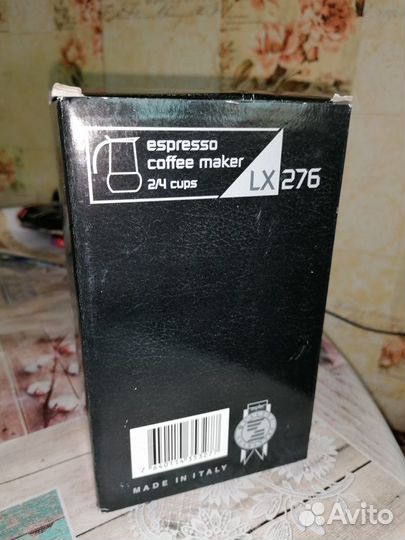 espresso
coffee maker
2/4 cups
LX 276
MADE IN ITALY
Avito